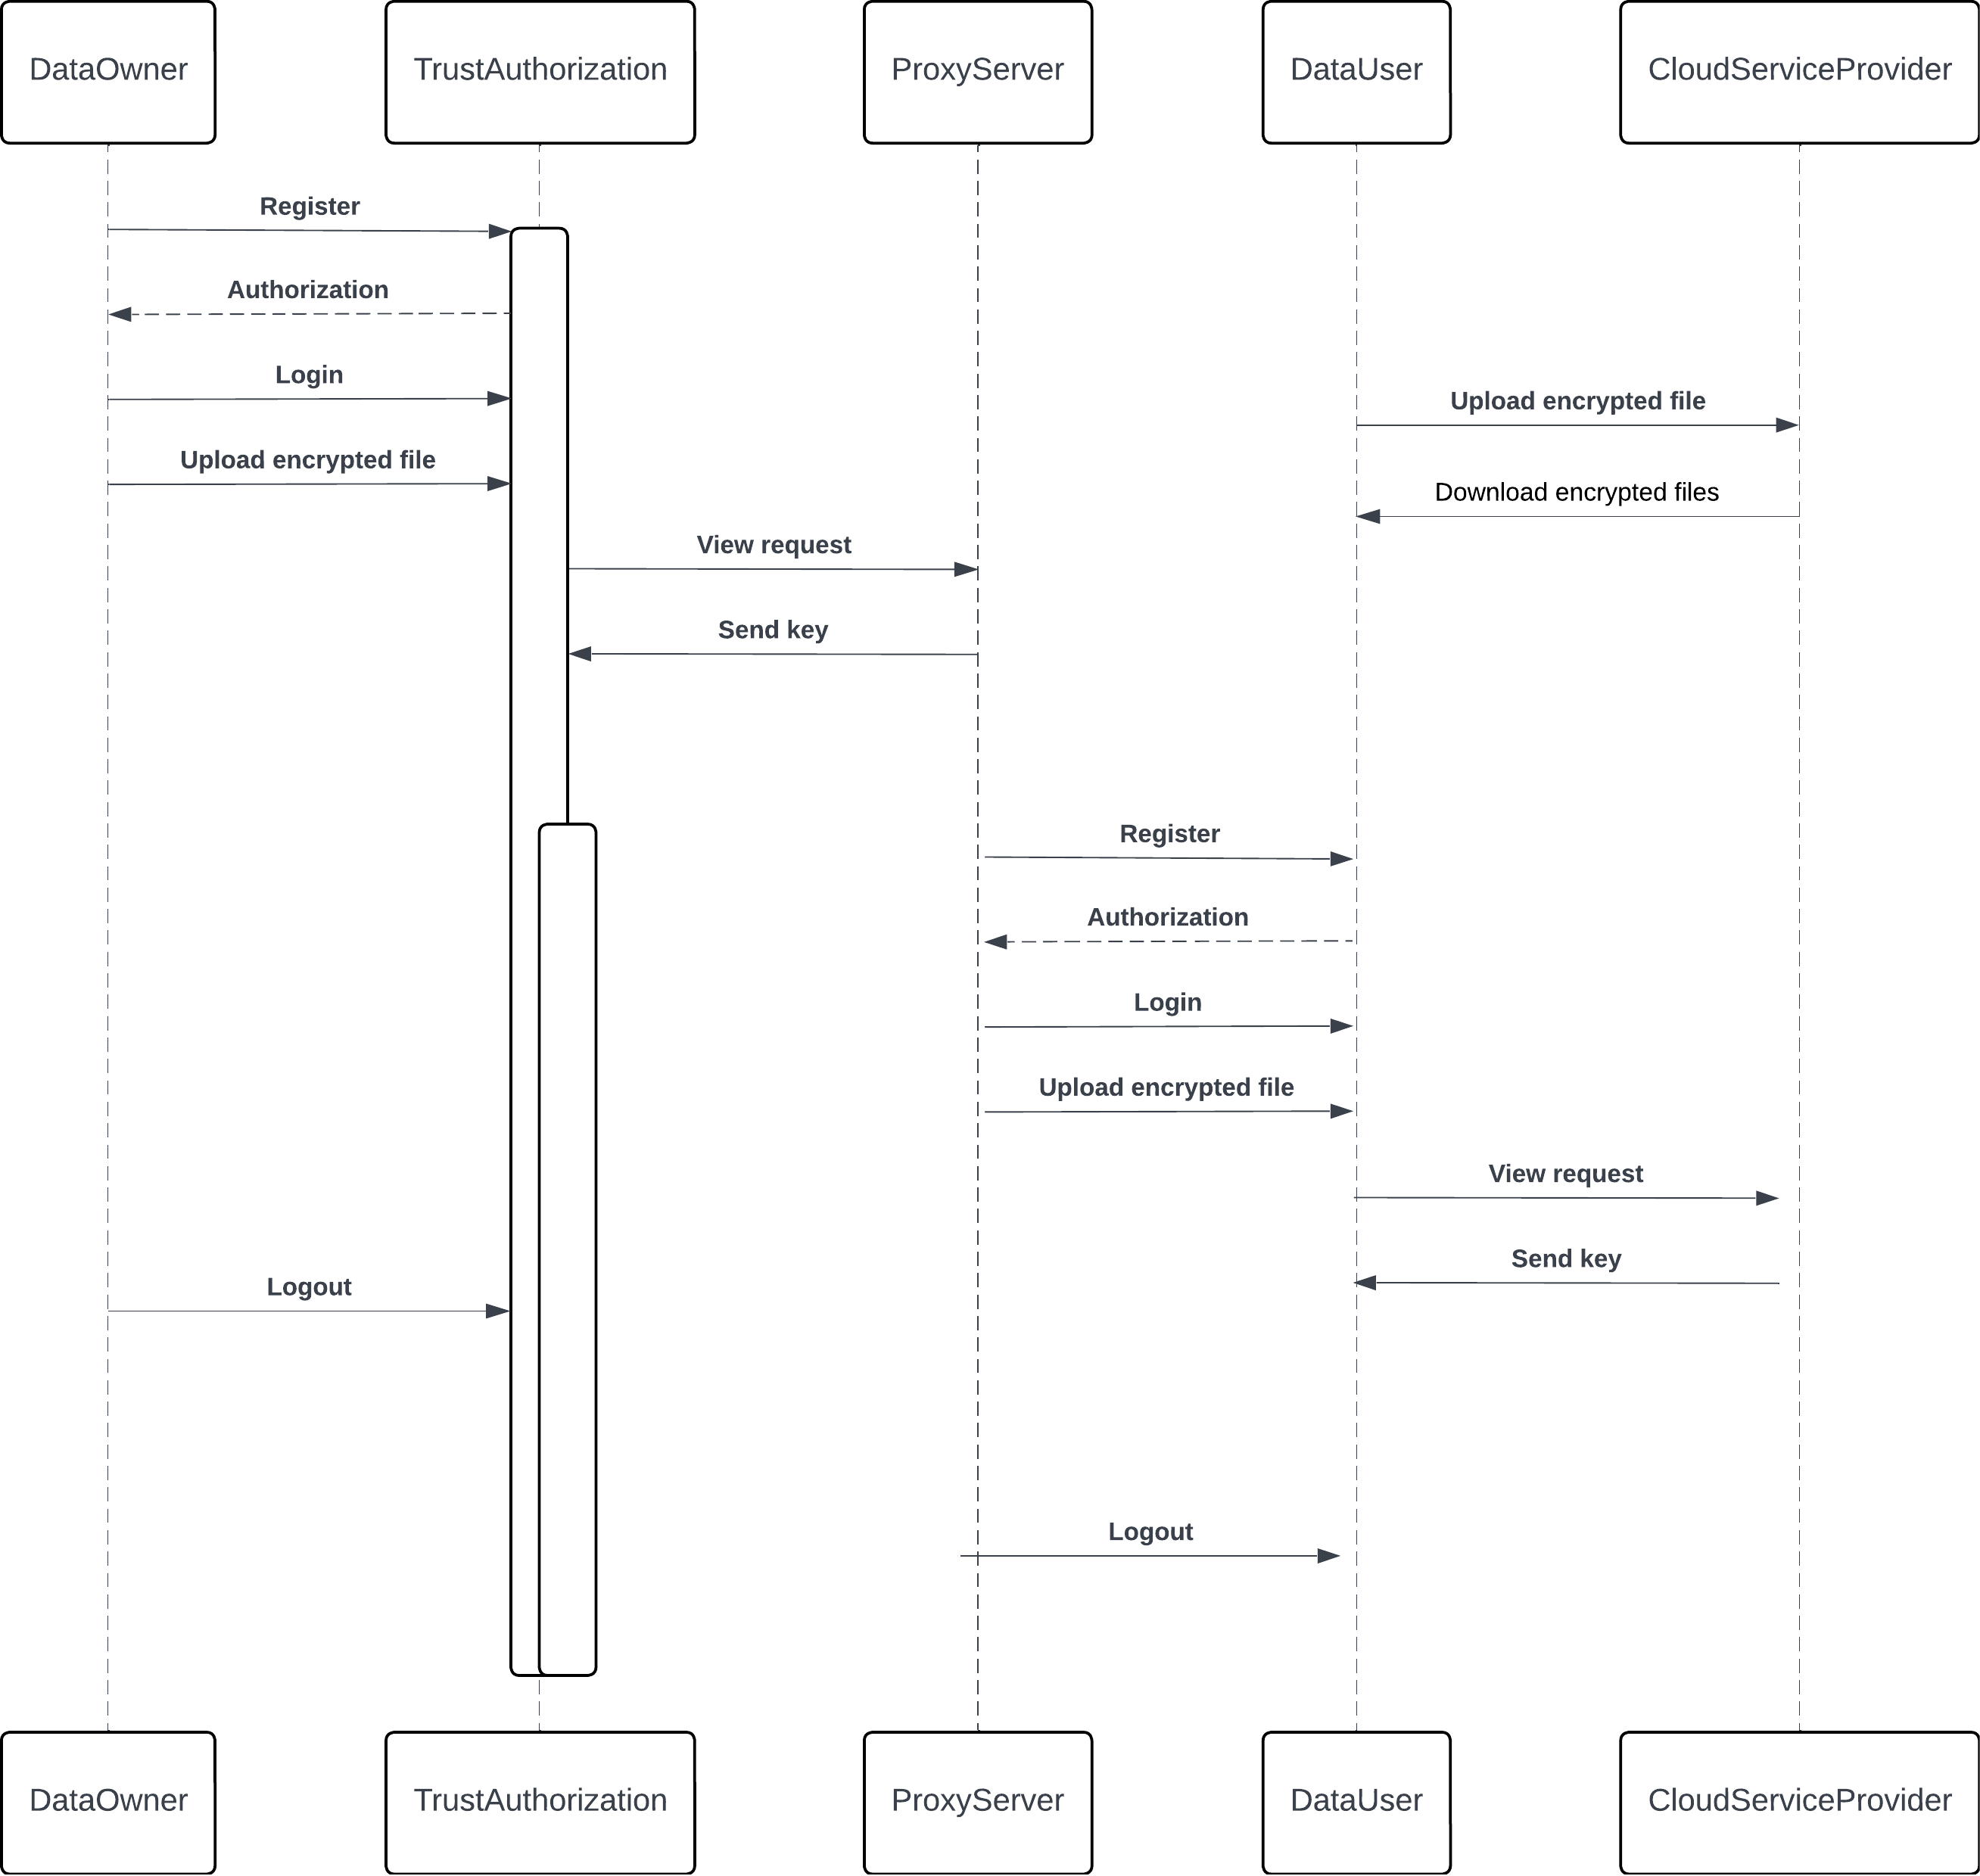 DataOwner
TrustAuthorization
ProxyServer
DataUser
CloudServiceProvider
Register
Authorization
Login
Upload encrypted file
Upload encrypted file
Download encrypted files
View request
Send key
Register
Authorization
Login
Upload encrypted file
View request
Send key
Logout
Logout
DataOwner
TrustAuthorization
ProxyServer
DataUser
CloudServiceProvider